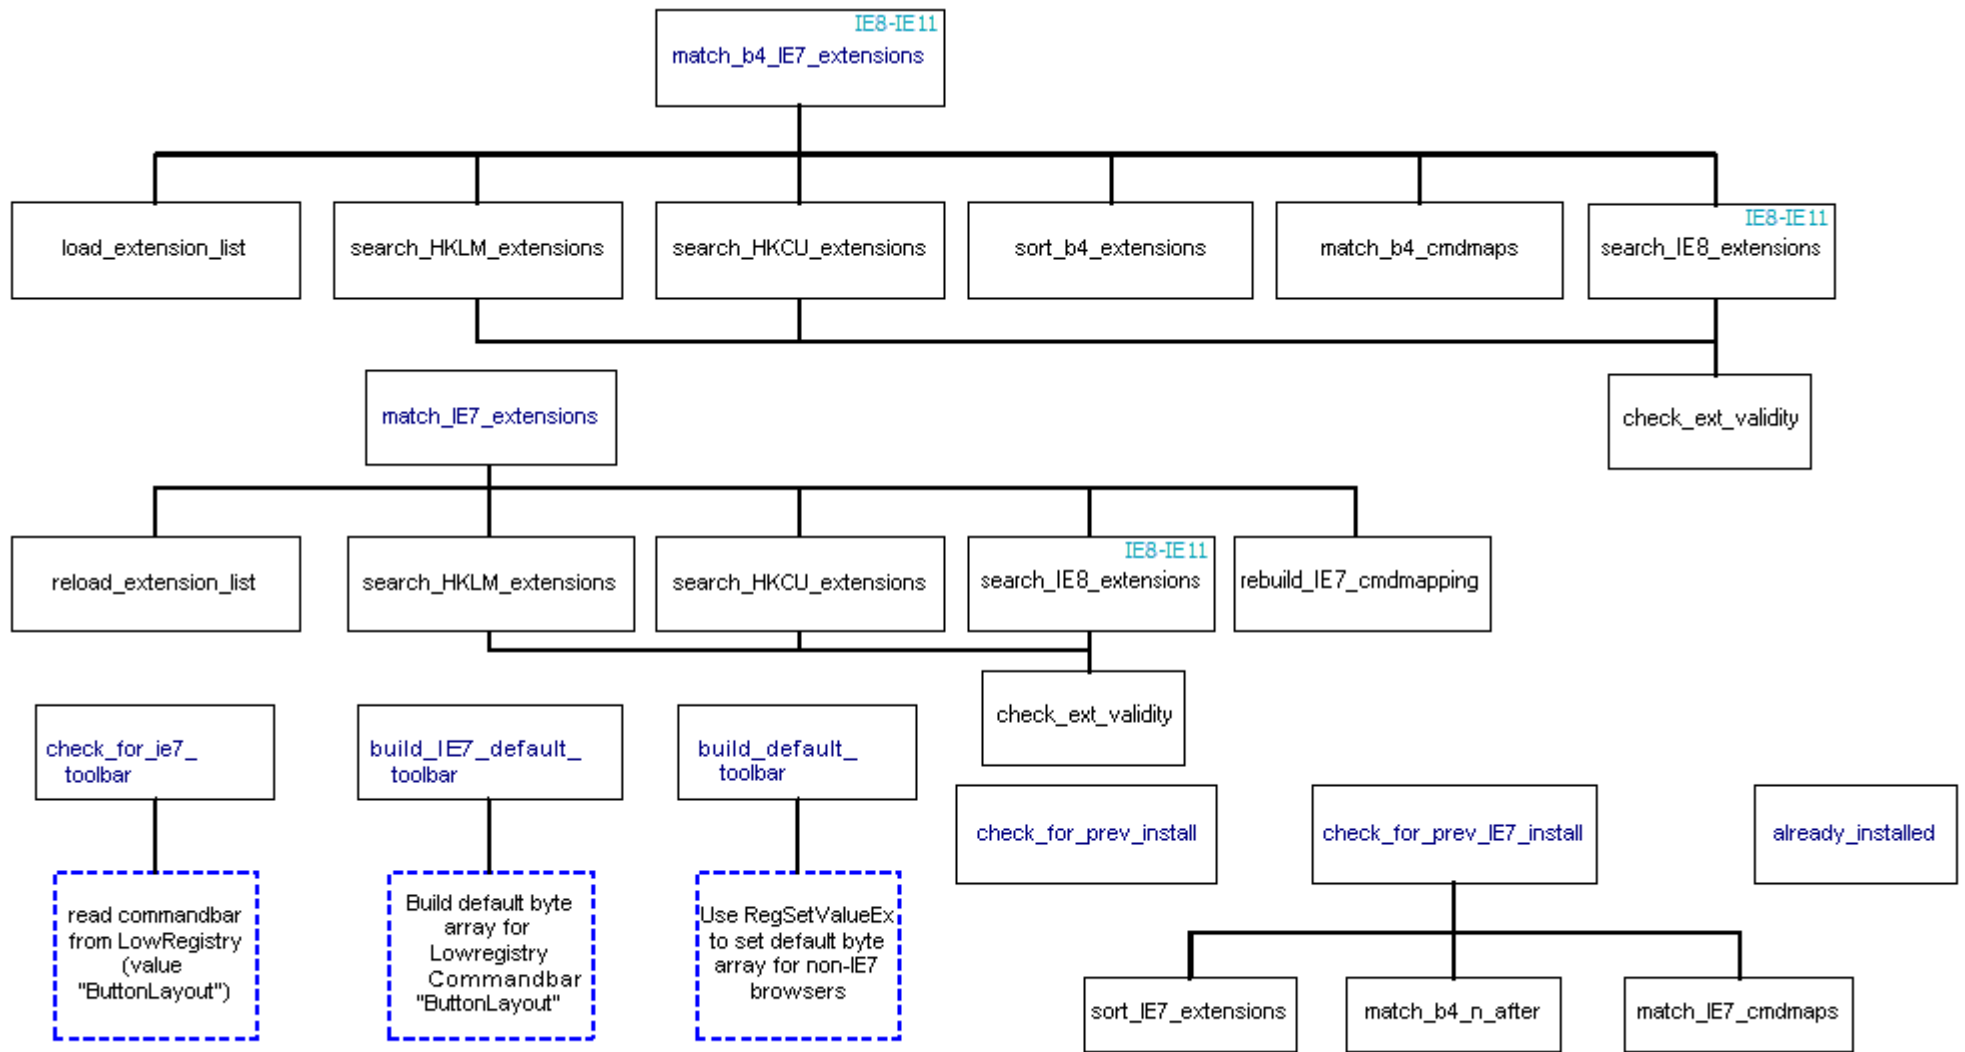 IE8-IE11
match_b4_IE7_extensions
load_extension_list
search_HKLM_extensions
search_HKCU_extensions
sort_b4_extensions
match_b4_cmdmaps
IE8-IE11
search_IE8_extensions
check_ext_validity
match_IE7_extensions
reload_extension_list
search_HKLM_extensions
search_HKCU_extensions
IE8-IE11
search_IE8_extensions
rebuild_IE7_cmdmapping
check_ext_validity
check_for_ie7_
toolbar
build_IE7_default_
toolbar
build_default_
toolbar
check_for_prev_install
check_for_prev_IE7_install
already_installed
read commandbar
from LowRegistry
(value
"ButtonLayout")
Build default byte
array for
Lowregistry
Commandbar
"ButtonLayout"
Use RegSetValueEx
to set default byte
array for non-IE7
browsers
sort_IE7_extensions
match_b4_n_after
match_IE7_cmdmaps